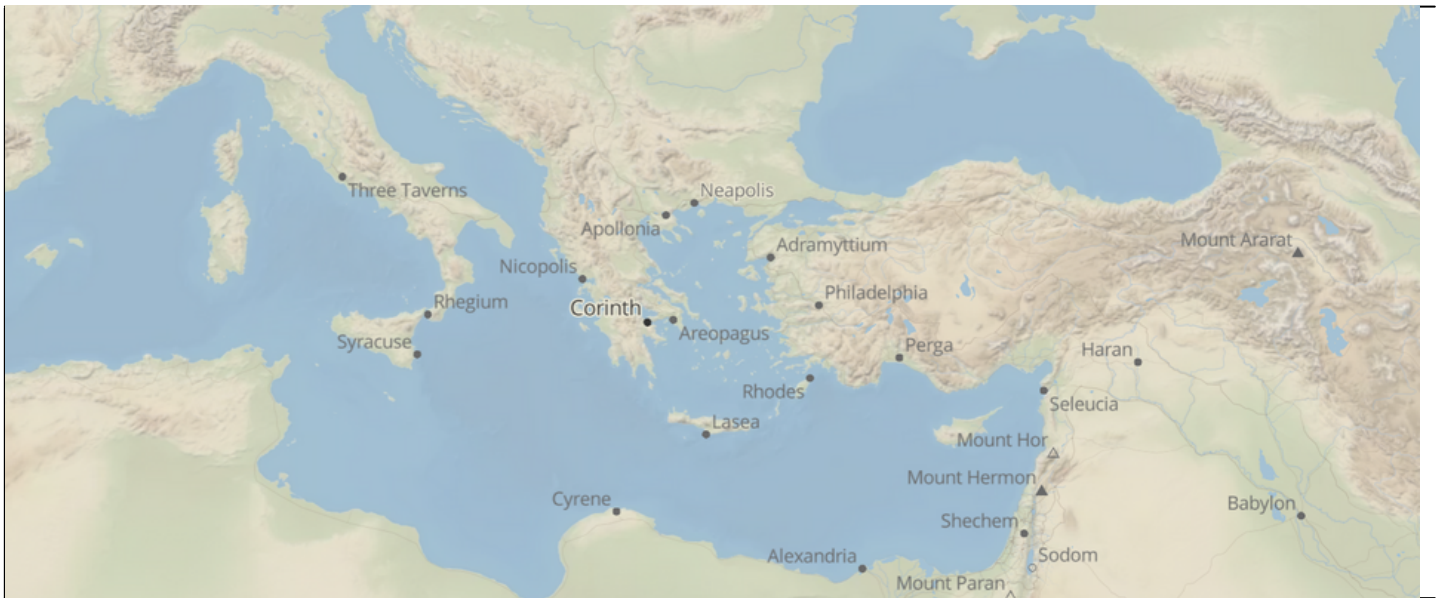 Three Taverns
Neapolis
Apollonia
Adramyttium
Mount Ararat
Nicopolis
Philadelphia
Rhegium
Corinth
Areopagus
Syracuse
Perga
Haran
Rhodes
Seleucia
Lasea
Mount Hor
Mount Hermon
Cyrene
Babylon
Shechem
Alexandria
Sodom
Mount Paran